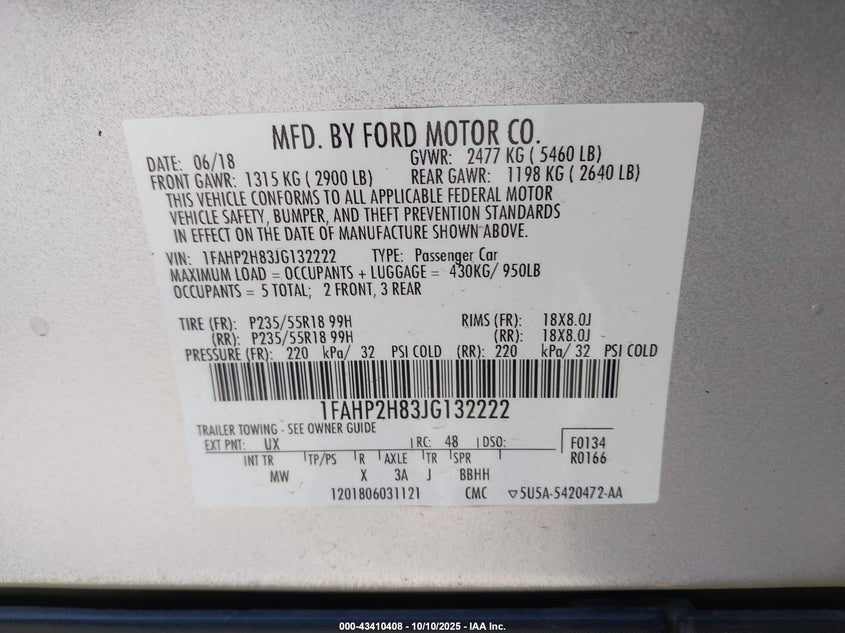 MFD. BY FORD MOTOR CO.
DATE: 06/18 GVWR: 2477 KG ( 5460 LB)
FRONT GAWR: 1315 KG ( 2900 LB) REAR GAWR: 1198 KG ( 2640 LB)
THIS VEHICLE CONFORMS TO ALL APPLICABLE FEDERAL MOTOR
VEHICLE SAFETY, BUMPER, AND THEFT PREVENTION STANDARDS
IN EFFECT ON THE DATE OF MANUFACTURE SHOWN ABOVE.
VIN: 1FAHP2H83JG132222 TYPE: Passenger Car
MAXIMUM LOAD = OCCUPANTS + LUGGAGE = 430KG/ 950LB
OCCUPANTS = 5 TOTAL; 2 FRONT, 3 REAR
TIRE (FR): P235/55R18 99H RIMS (FR): 18X8.0J
(RR): P235/55R18 99H (RR): 18X8.0J
PRESSURE (FR): 220 kPa/ 32 PSI COLD (RR): 220 kPa/ 32 PSI COLD
1FAHP2H83JG132222
TRAILER TOWING - SEE OWNER GUIDE
EXT PNT: UX RC: 48 DSO: F0134
INT TR TP/PS R AXLE TR SPR R0166
MW X 3A J BBHH
1201806031121 CMC ▽5U5A-5420472-AA
000-43410408 - 10/10/2025 - IAA Inc.